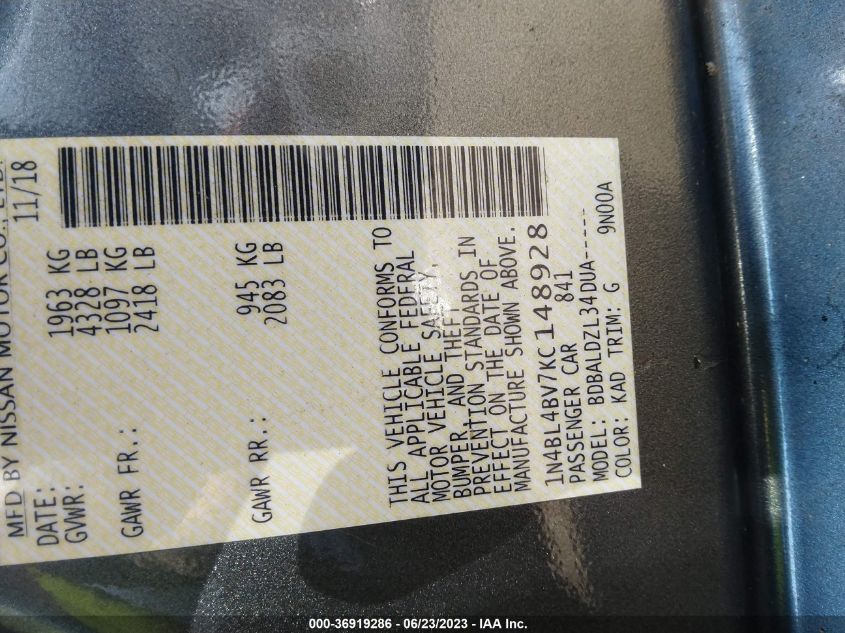 MFD BY NISSAN MOTOR CO., LTD.
DATE: 11/18
GVWR: 1963 KG
4328 LB
GAWR FR.: 1097 KG
2418 LB
GAWR RR.: 945 KG
2083 LB
THIS VEHICLE CONFORMS TO
ALL APPLICABLE FEDERAL
MOTOR VEHICLE SAFETY,
BUMPER, AND THEFT
PREVENTION STANDARDS IN
EFFECT ON THE DATE OF
MANUFACTURE SHOWN ABOVE.
1N4BL4BV7KC148928
PASSENGER CAR 841
MODEL: BDBALDZL34DUA-----
COLOR: KAD TRIM: G 9N00A
000-36919286 - 06/23/2023 - IAA Inc.